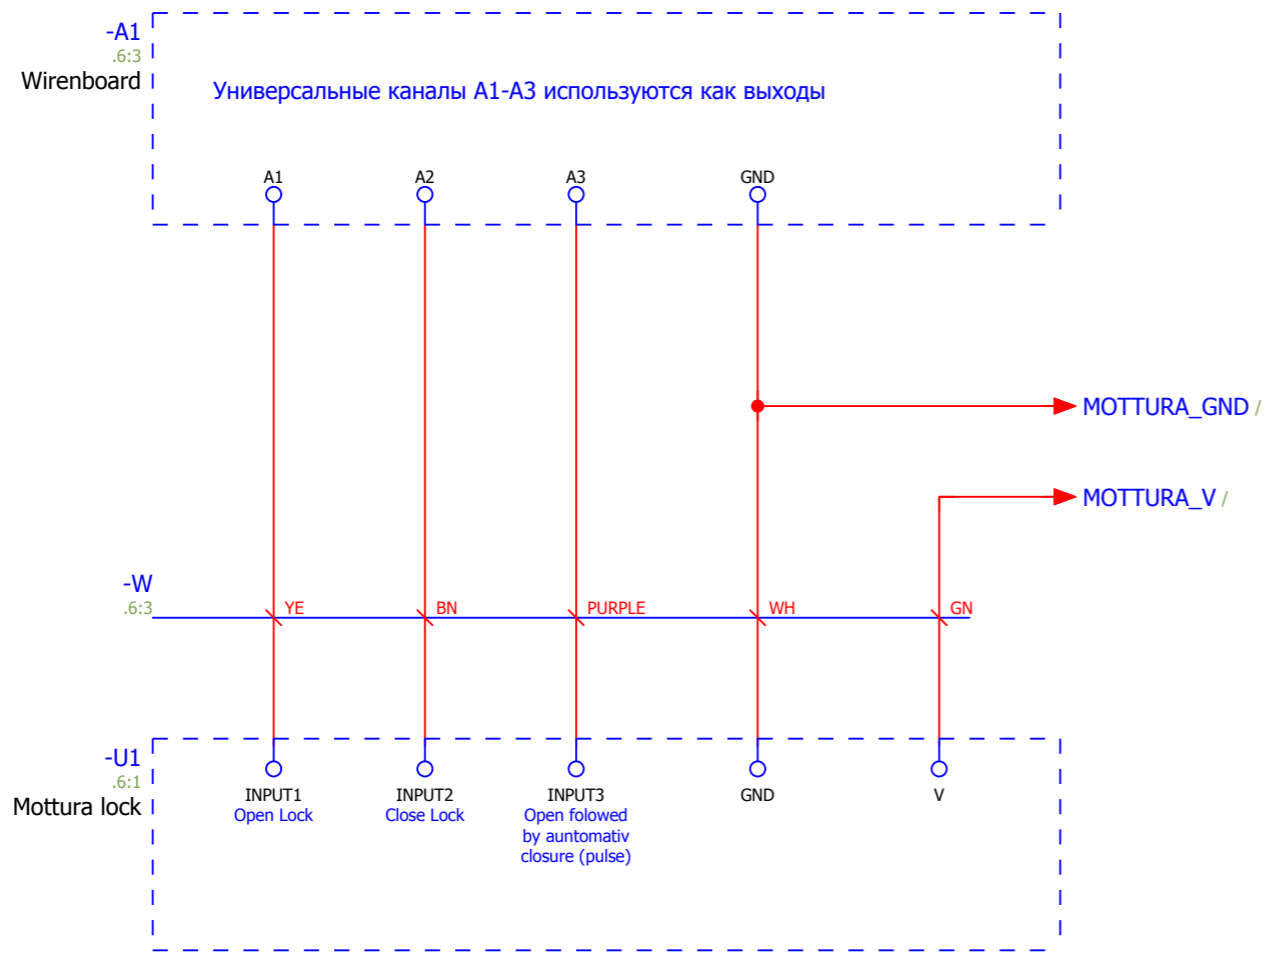 -A1
.6:3
Wirenboard
Универсальные каналы A1-A3 используются как выходы
A1 A2 A3 GND
MOTTURA_GND /
MOTTURA_V /
-W
.6:3
YE BN PURPLE WH GN
-U1
.6:1
Mottura lock
INPUT1 INPUT2 INPUT3 GND V
Open Lock Close Lock Open folowed
by auntomativ
closure (pulse)